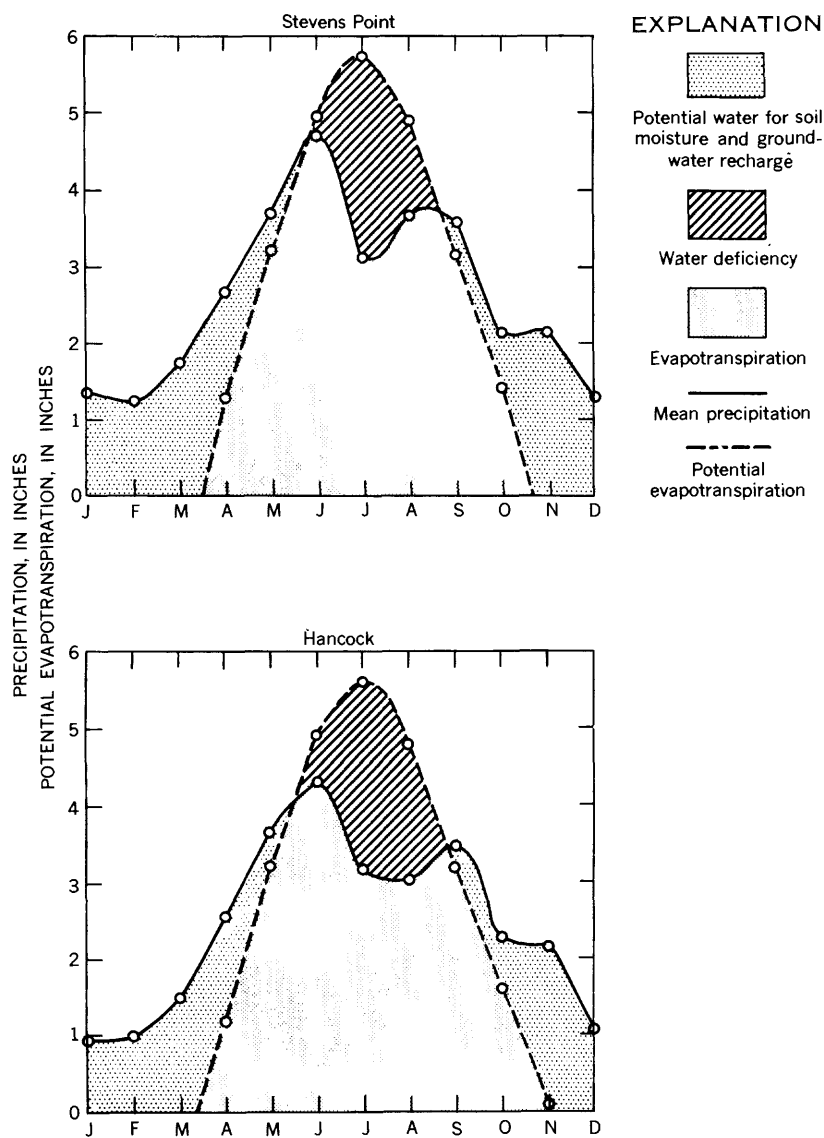 Stevens Point
6
5
4
3
2
1
0
J F M A M J J A S O N D
EXPLANATION
Potential water for soil
moisture and ground-
water recharge
Water deficiency
Evapotranspiration
Mean precipitation
Potential
evapotranspiration
PRECIPITATION, IN INCHES
POTENTIAL EVAPOTRANSPIRATION, IN INCHES
Hancock
6
5
4
3
2
1
0
J F M A M J J A S O N D